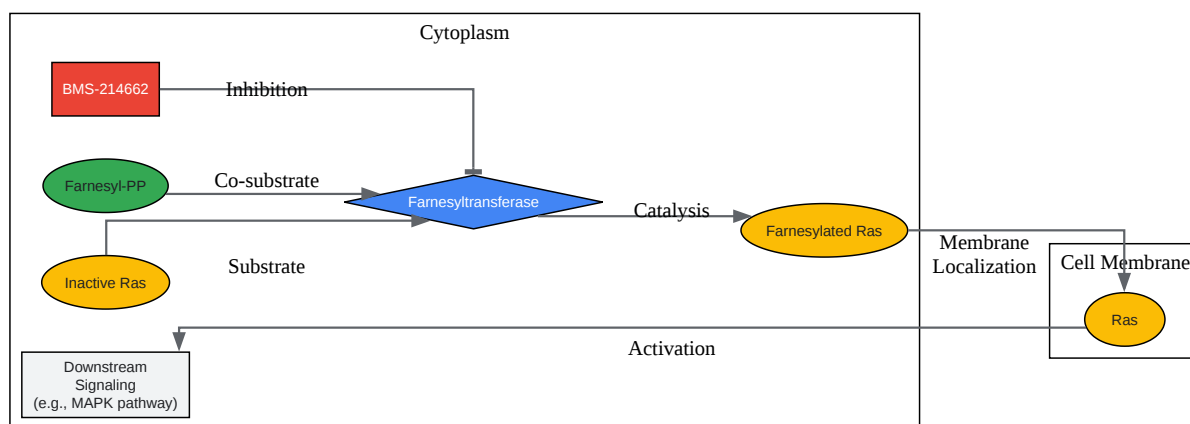 Cytoplasm
BMS-214662
Inhibition
Farnesyl-PP
Co-substrate
Farnesyltransferase
Catalysis
Farnesylated Ras
Inactive Ras
Substrate
Membrane
Localization
Cell Membrane
Ras
Activation
Downstream
Signaling
(e.g., MAPK pathway)